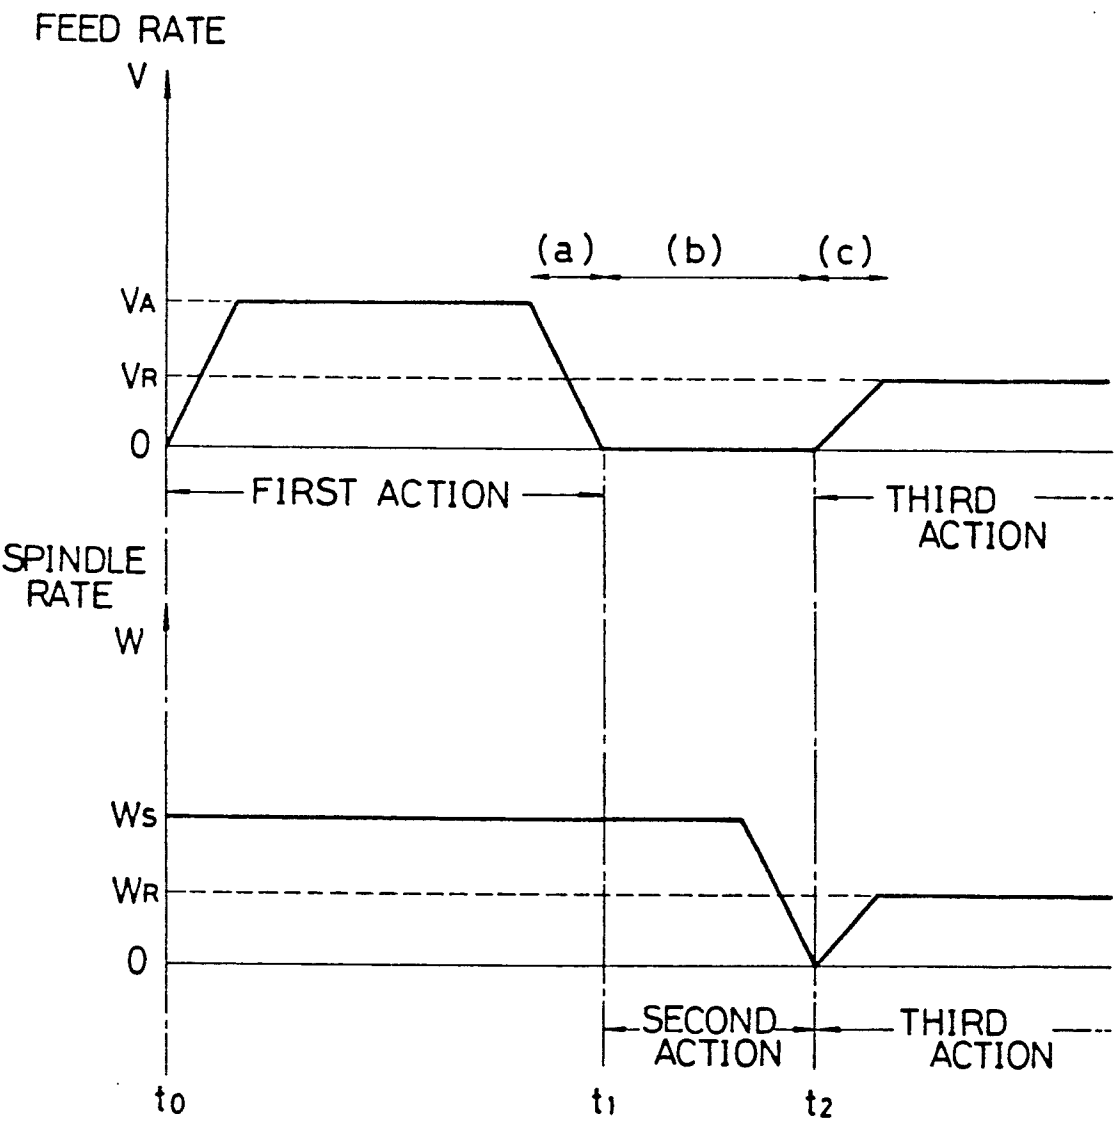 FEED RATE
V
(a) (b) (c)
VA
VR
0
FIRST ACTION
THIRD
ACTION
SPINDLE
RATE
W
WS
WR
0
SECOND
ACTION
THIRD
ACTION
t0 t1 t2